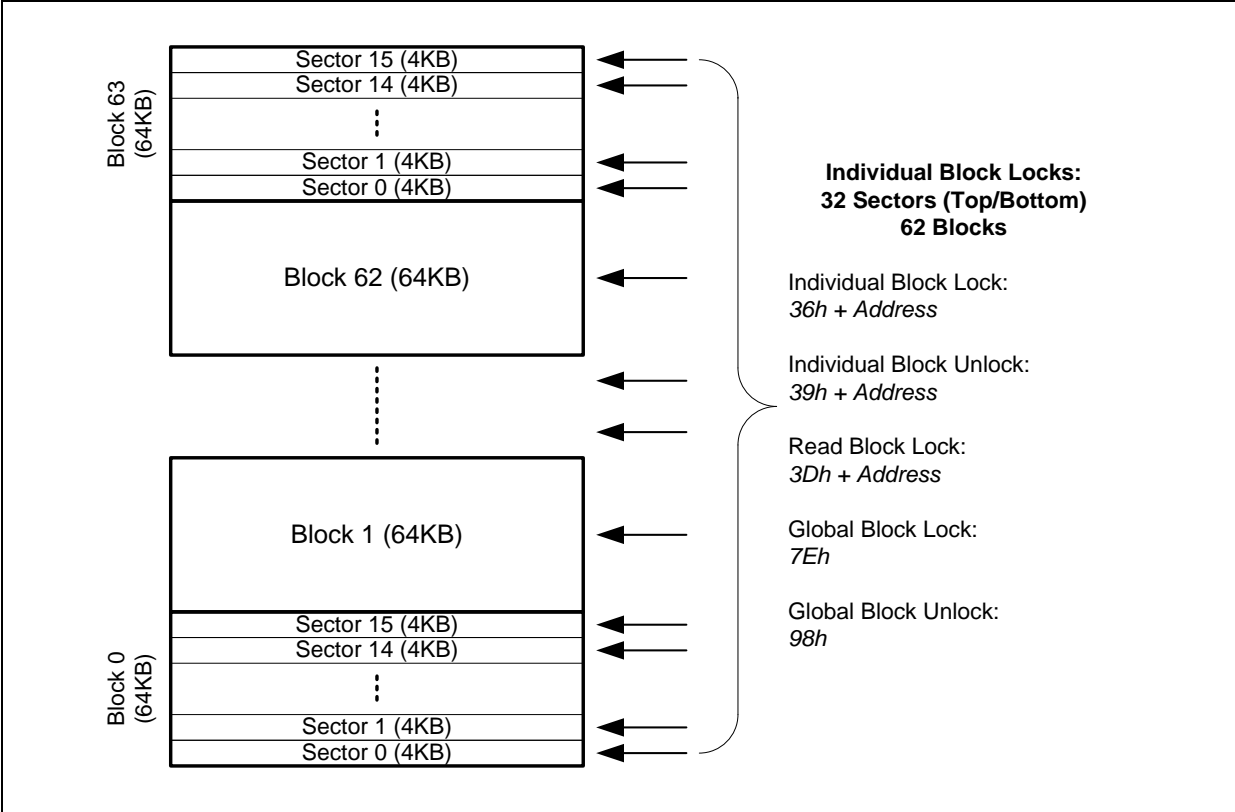 Block 63
(64KB)
Sector 15 (4KB)
Sector 14 (4KB)
Sector 1 (4KB)
Sector 0 (4KB)
Block 62 (64KB)
Block 1 (64KB)
Block 0
(64KB)
Sector 15 (4KB)
Sector 14 (4KB)
Sector 1 (4KB)
Sector 0 (4KB)
Individual Block Locks:
32 Sectors (Top/Bottom)
62 Blocks
Individual Block Lock:
36h + Address
Individual Block Unlock:
39h + Address
Read Block Lock:
3Dh + Address
Global Block Lock:
7Eh
Global Block Unlock:
98h